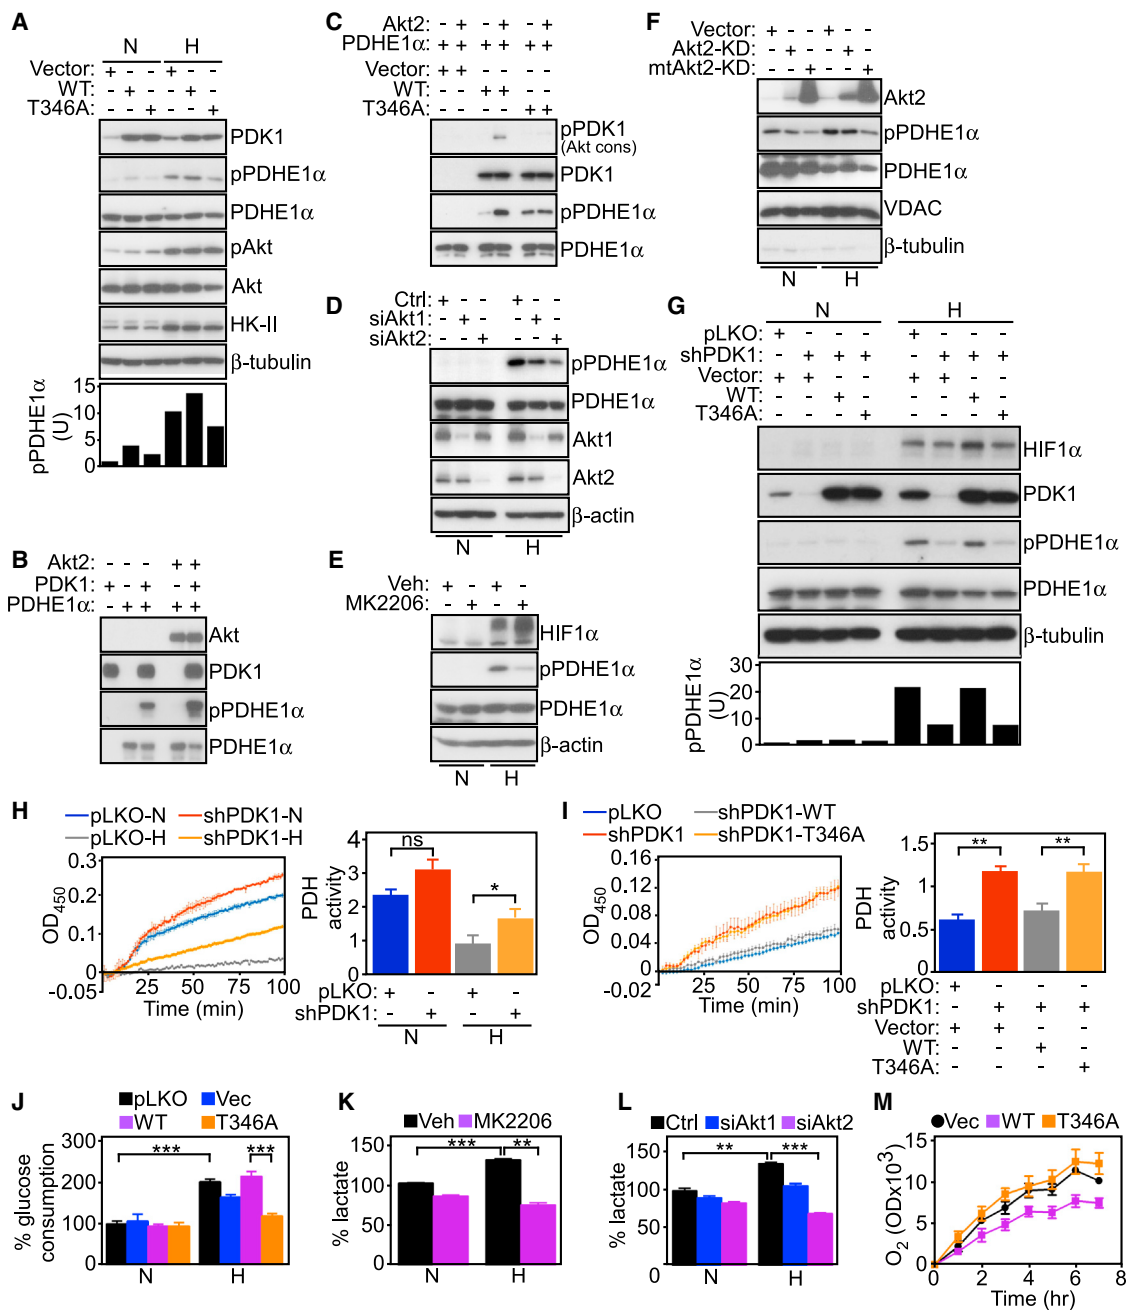 A
N H
Vector: + - - + - -
WT: - + - - + -
T346A: - - + - - +
PDK1
pPDHE1α
PDHE1α
pAkt
Akt
HK-II
β-tubulin
pPDHE1α (U)
15
10
5
0
B
Akt2: - - - + +
PDK1: + - + - +
PDHE1α: - + + + +
Akt
PDK1
pPDHE1α
PDHE1α
C
Akt2: - + - + - +
PDHE1α: + + + + + +
Vector: + + - - - -
WT: - - + + - -
T346A: - - - - + +
pPDK1
(Akt cons)
PDK1
pPDHE1α
PDHE1α
D
Ctrl: + - - + - -
siAkt1: - + - - + -
siAkt2: - - + - - +
pPDHE1α
PDHE1α
Akt1
Akt2
β-actin
N H
E
Veh: + - + -
MK2206: - + - +
HIF1α
pPDHE1α
PDHE1α
β-actin
N H
F
Vector: + - - + - -
Akt2-KD: - + - - + -
mtAkt2-KD: - - + - - +
Akt2
pPDHE1α
PDHE1α
VDAC
β-tubulin
N H
G
N H
pLKO: + - - - + - - -
shPDK1: - + + + - + + +
Vector: + + - - + + - -
WT: - - + - - - + -
T346A: - - - + - - - +
HIF1α
PDK1
pPDHE1α
PDHE1α
β-tubulin
pPDHE1α (U)
30
20
10
0
H
pLKO-N shPDK1-N
pLKO-H shPDK1-H
OD450
0.3
0.2
0.1
0
-0.05
50 25 75 100
Time (min)
PDH activity
4
3
2
1
0
ns
*
pLKO: + - + -
shPDK1: - + - +
N H
I
pLKO shPDK1-WT
shPDK1 shPDK1-T346A
OD450
0.16
0.12
0.08
0.04
0
-0.02
25 50 75 100
Time (min)
PDH activity
1.5
1
0.5
0
** **
pLKO: + - - -
shPDK1: - + + +
Vector: + + - -
WT: - - + -
T346A: - - - +
J
pLKO Vec
WT T346A
% glucose consumption
300
200
100
0
*** ***
N H
K
Veh MK2206
% lactate
150
100
50
0
*** **
N H
L
Ctrl siAkt1 siAkt2
% lactate
150
100
50
0
** ***
N H
M
Vec WT T346A
O2 (ODx10³)
15
10
5
0
0 2 4 6 8
Time (hr)